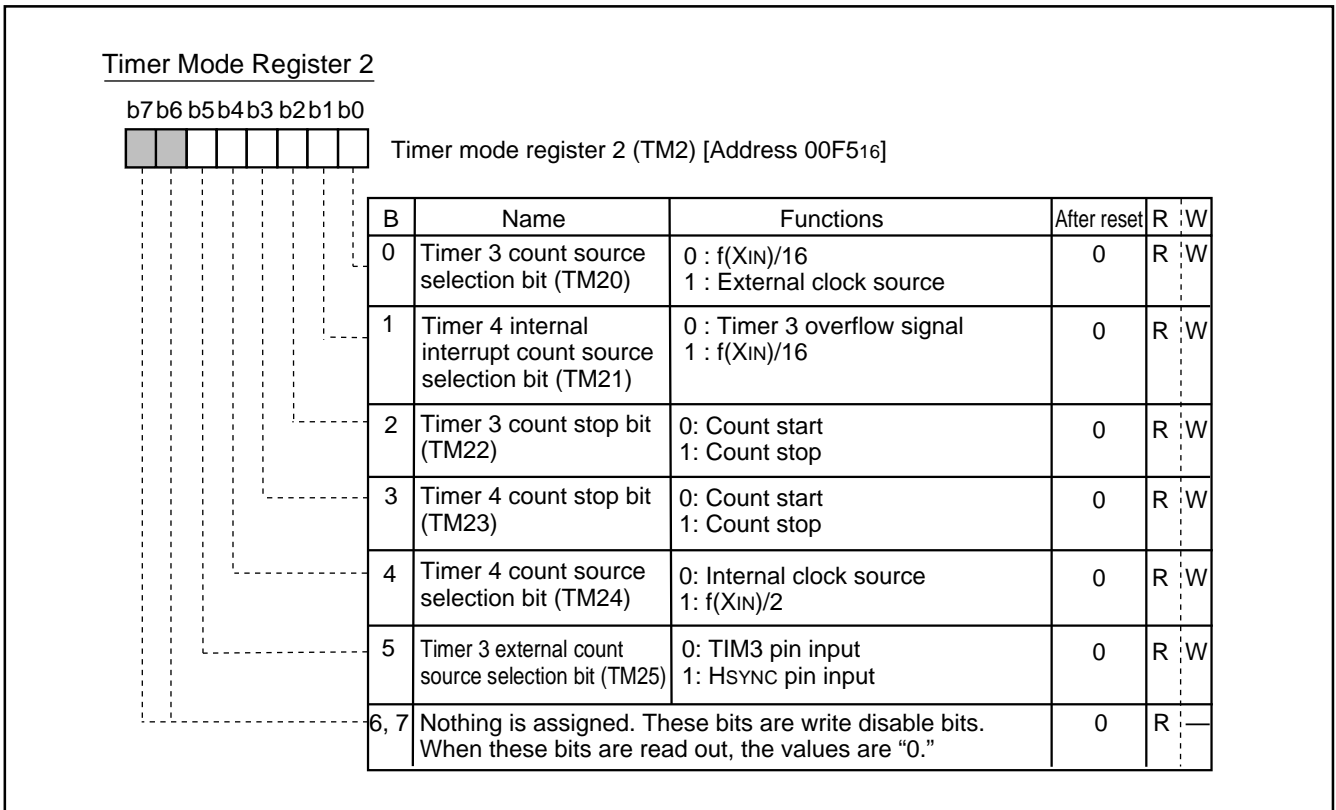 Timer Mode Register 2
b7 b6 b5 b4 b3 b2 b1 b0
Timer mode register 2 (TM2) [Address 00F516]
B Name Functions After reset R W
0 Timer 3 count source selection bit (TM20) 0 : f(XIN)/16 0 R W
1 : External clock source
1 Timer 4 internal interrupt count source selection bit (TM21) 0 : Timer 3 overflow signal 0 R W
1 : f(XIN)/16
2 Timer 3 count stop bit (TM22) 0: Count start 0 R W
1: Count stop
3 Timer 4 count stop bit (TM23) 0: Count start 0 R W
1: Count stop
4 Timer 4 count source selection bit (TM24) 0: Internal clock source 0 R W
1: f(XIN)/2
5 Timer 3 external count source selection bit (TM25) 0: TIM3 pin input 0 R W
1: HSYNC pin input
6, 7 Nothing is assigned. These bits are write disable bits. 0 R —
When these bits are read out, the values are “0.”